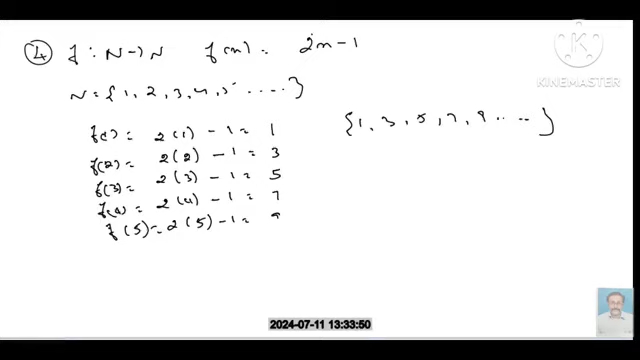 4 f : N → N f(n) = 2n - 1
N = { 1, 2, 3, 4, 5 ..... }
f(1) = 2(1) - 1 = 1
f(2) = 2(2) - 1 = 3
f(3) = 2(3) - 1 = 5
f(4) = 2(4) - 1 = 7
f(5) = 2(5) - 1 = 9
{ 1, 3, 5, 7, 9 ..... }
K
KINEMASTER
2024-07-11 13:33:50